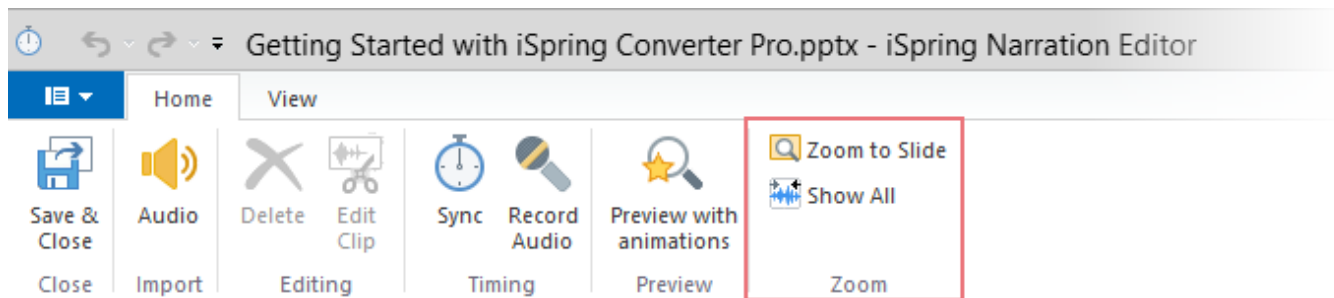 Getting Started with iSpring Converter Pro.pptx - iSpring Narration Editor
Home View
Zoom to Slide
Show All
Save & Audio Delete Edit Sync Record Preview with
Close Clip Audio animations
Close Import Editing Timing Preview Zoom